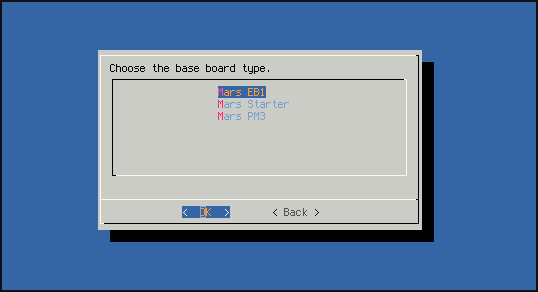 Choose the base board type.
Mars EB1
Mars Starter
Mars PM3
< OK > < Back >